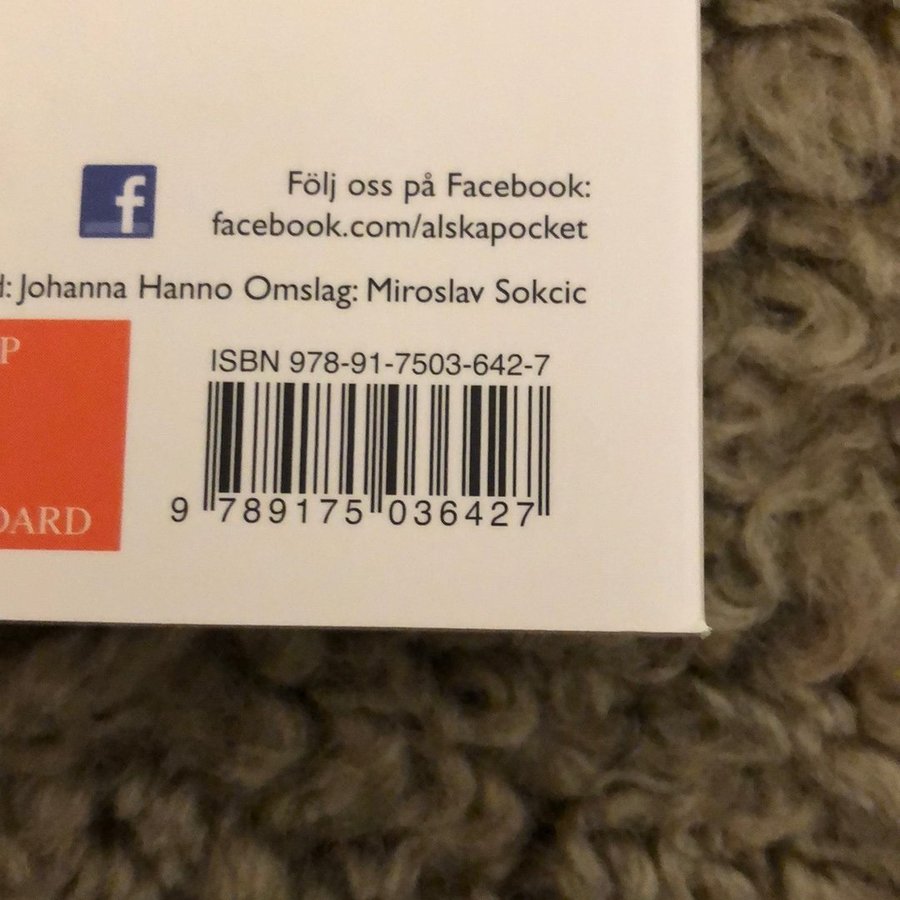 f
Följ oss på Facebook:
facebook.com/alskapocket
Johanna Hanno Omslag: Miroslav Sokcic
P
ISBN 978-91-7503-642-7
DARD
9 789175 036427